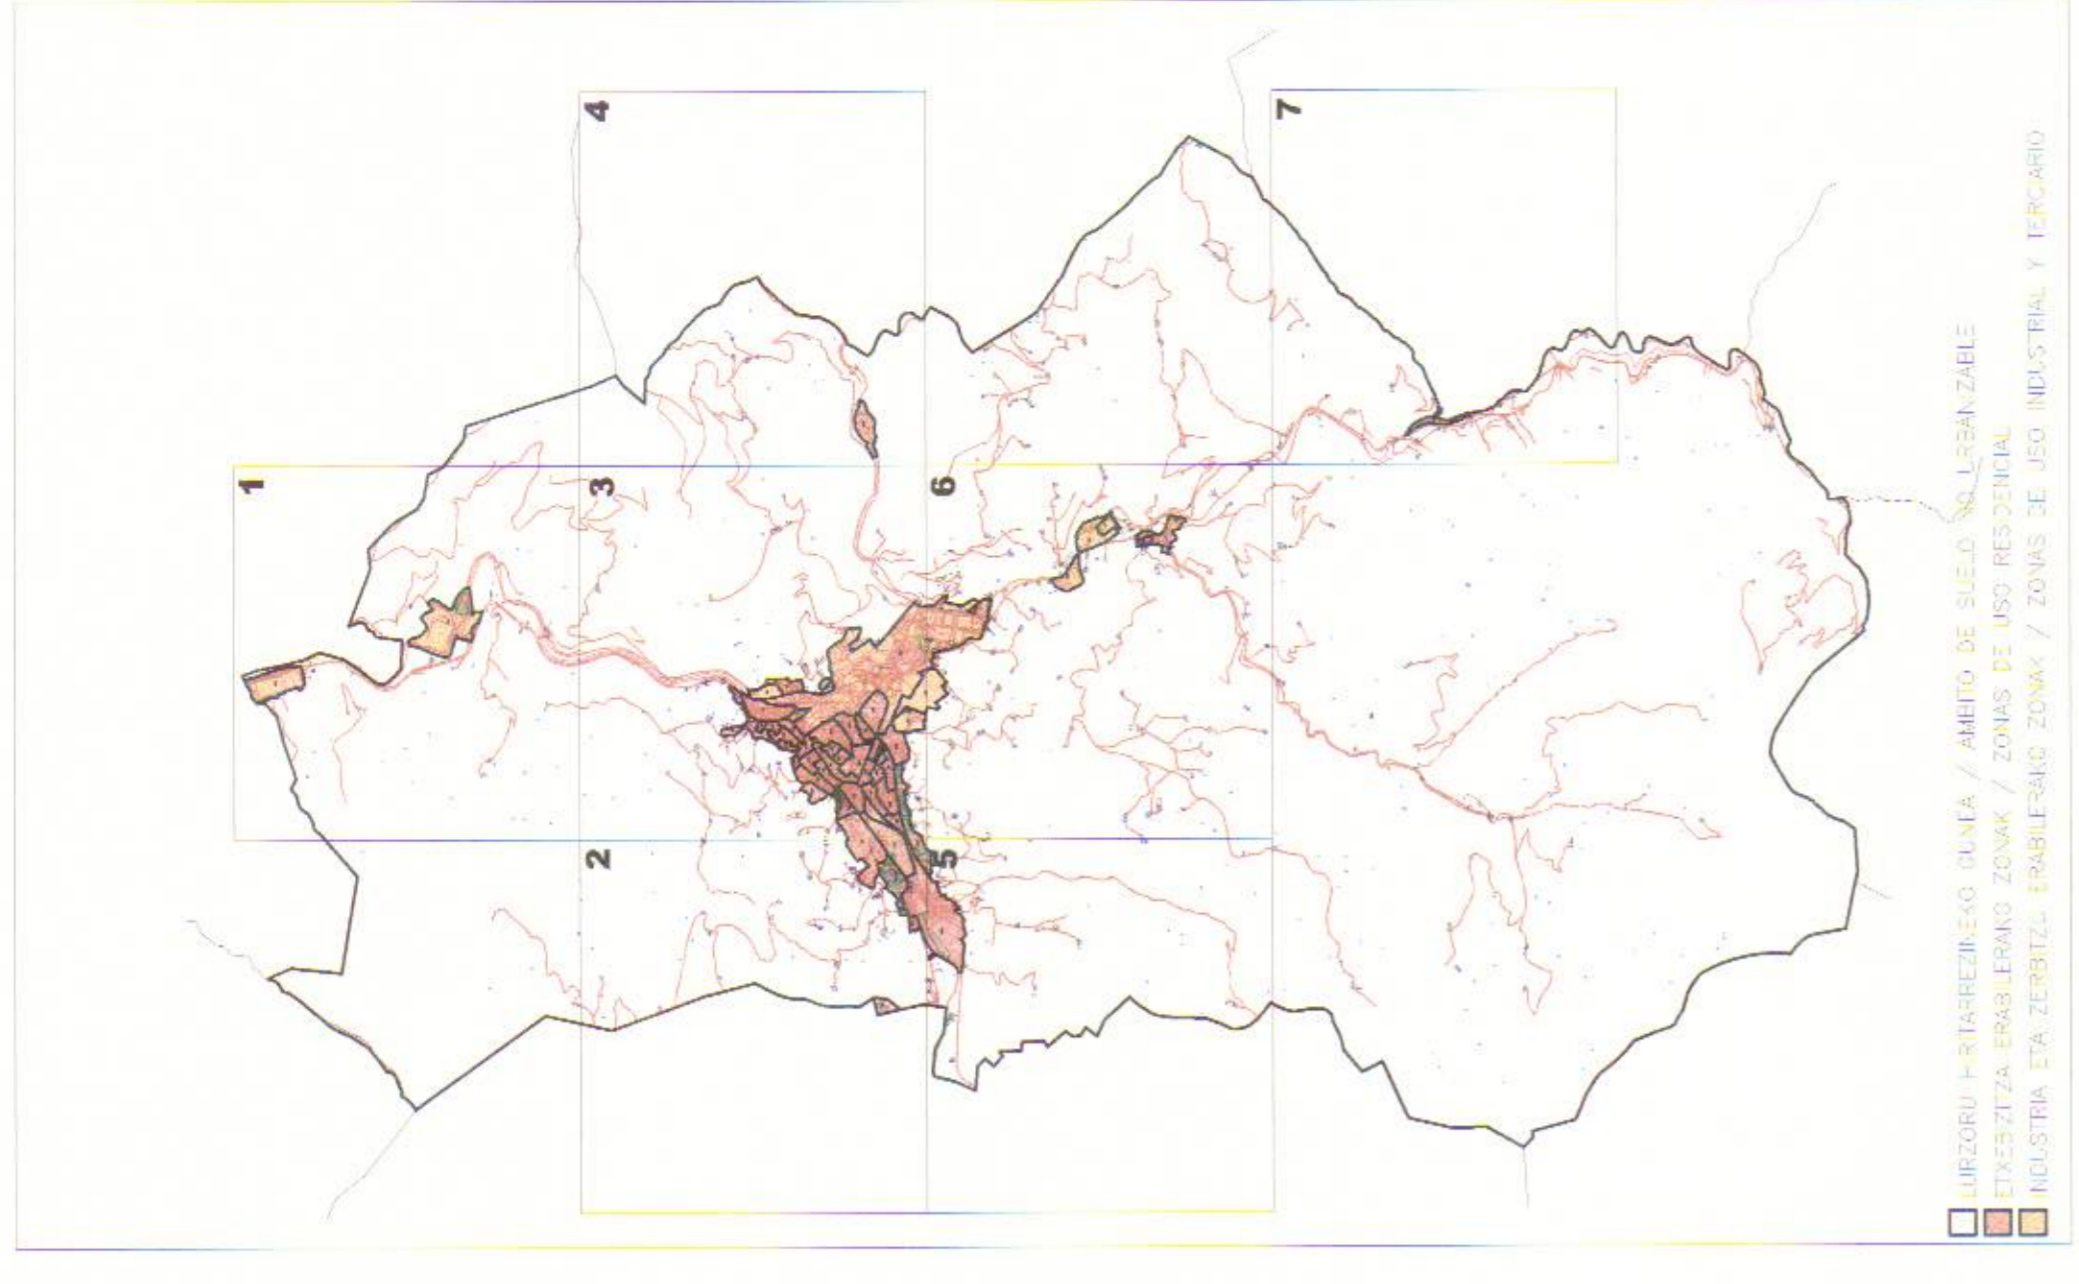 1
2
3
4
5
6
7
LURZORU HIRITARREZINEKO GUNEA / AMBITO DE SUELO NO URBANIZABLE
ETXEBIZITZA ERABILERAKO ZONAK / ZONAS DE USO RESIDENCIAL
INDUSTRIA ETA ZERBITZU ERABILERAKO ZONAK / ZONAS DE USO INDUSTRIAL Y TERCIARIO